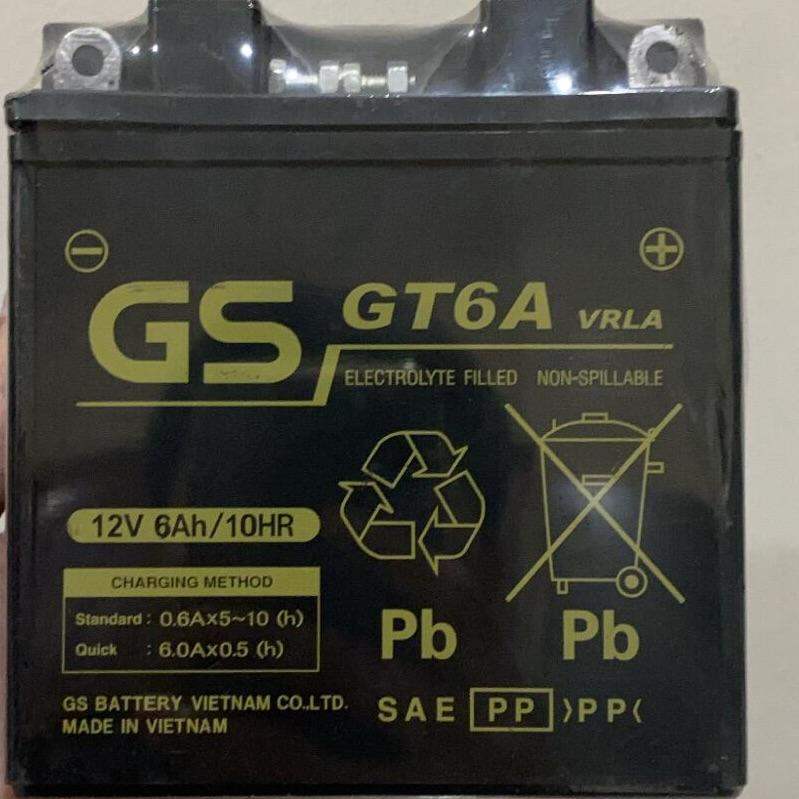 GS GT6A VRLA
ELECTROLYTE FILLED NON-SPILLABLE
12V 6Ah/10HR
CHARGING METHOD
Standard : 0.6A×5~10 (h)
Quick : 6.0A×0.5 (h)
Pb Pb
GS BATTERY VIETNAM CO.,LTD.
MADE IN VIETNAM
SAE PP >PP<